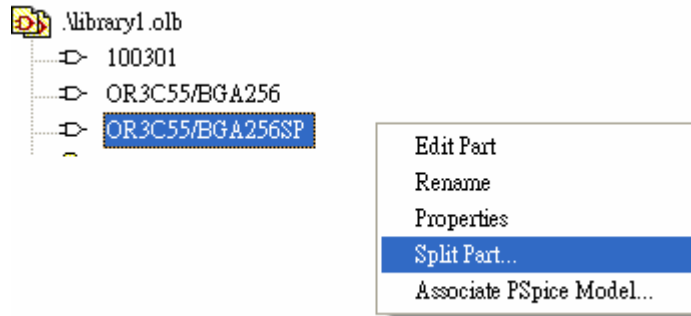 .\library1.olb
100301
OR3C55/BGA256
OR3C55/BGA256SP
Edit Part
Rename
Properties
Split Part...
Associate PSpice Model...